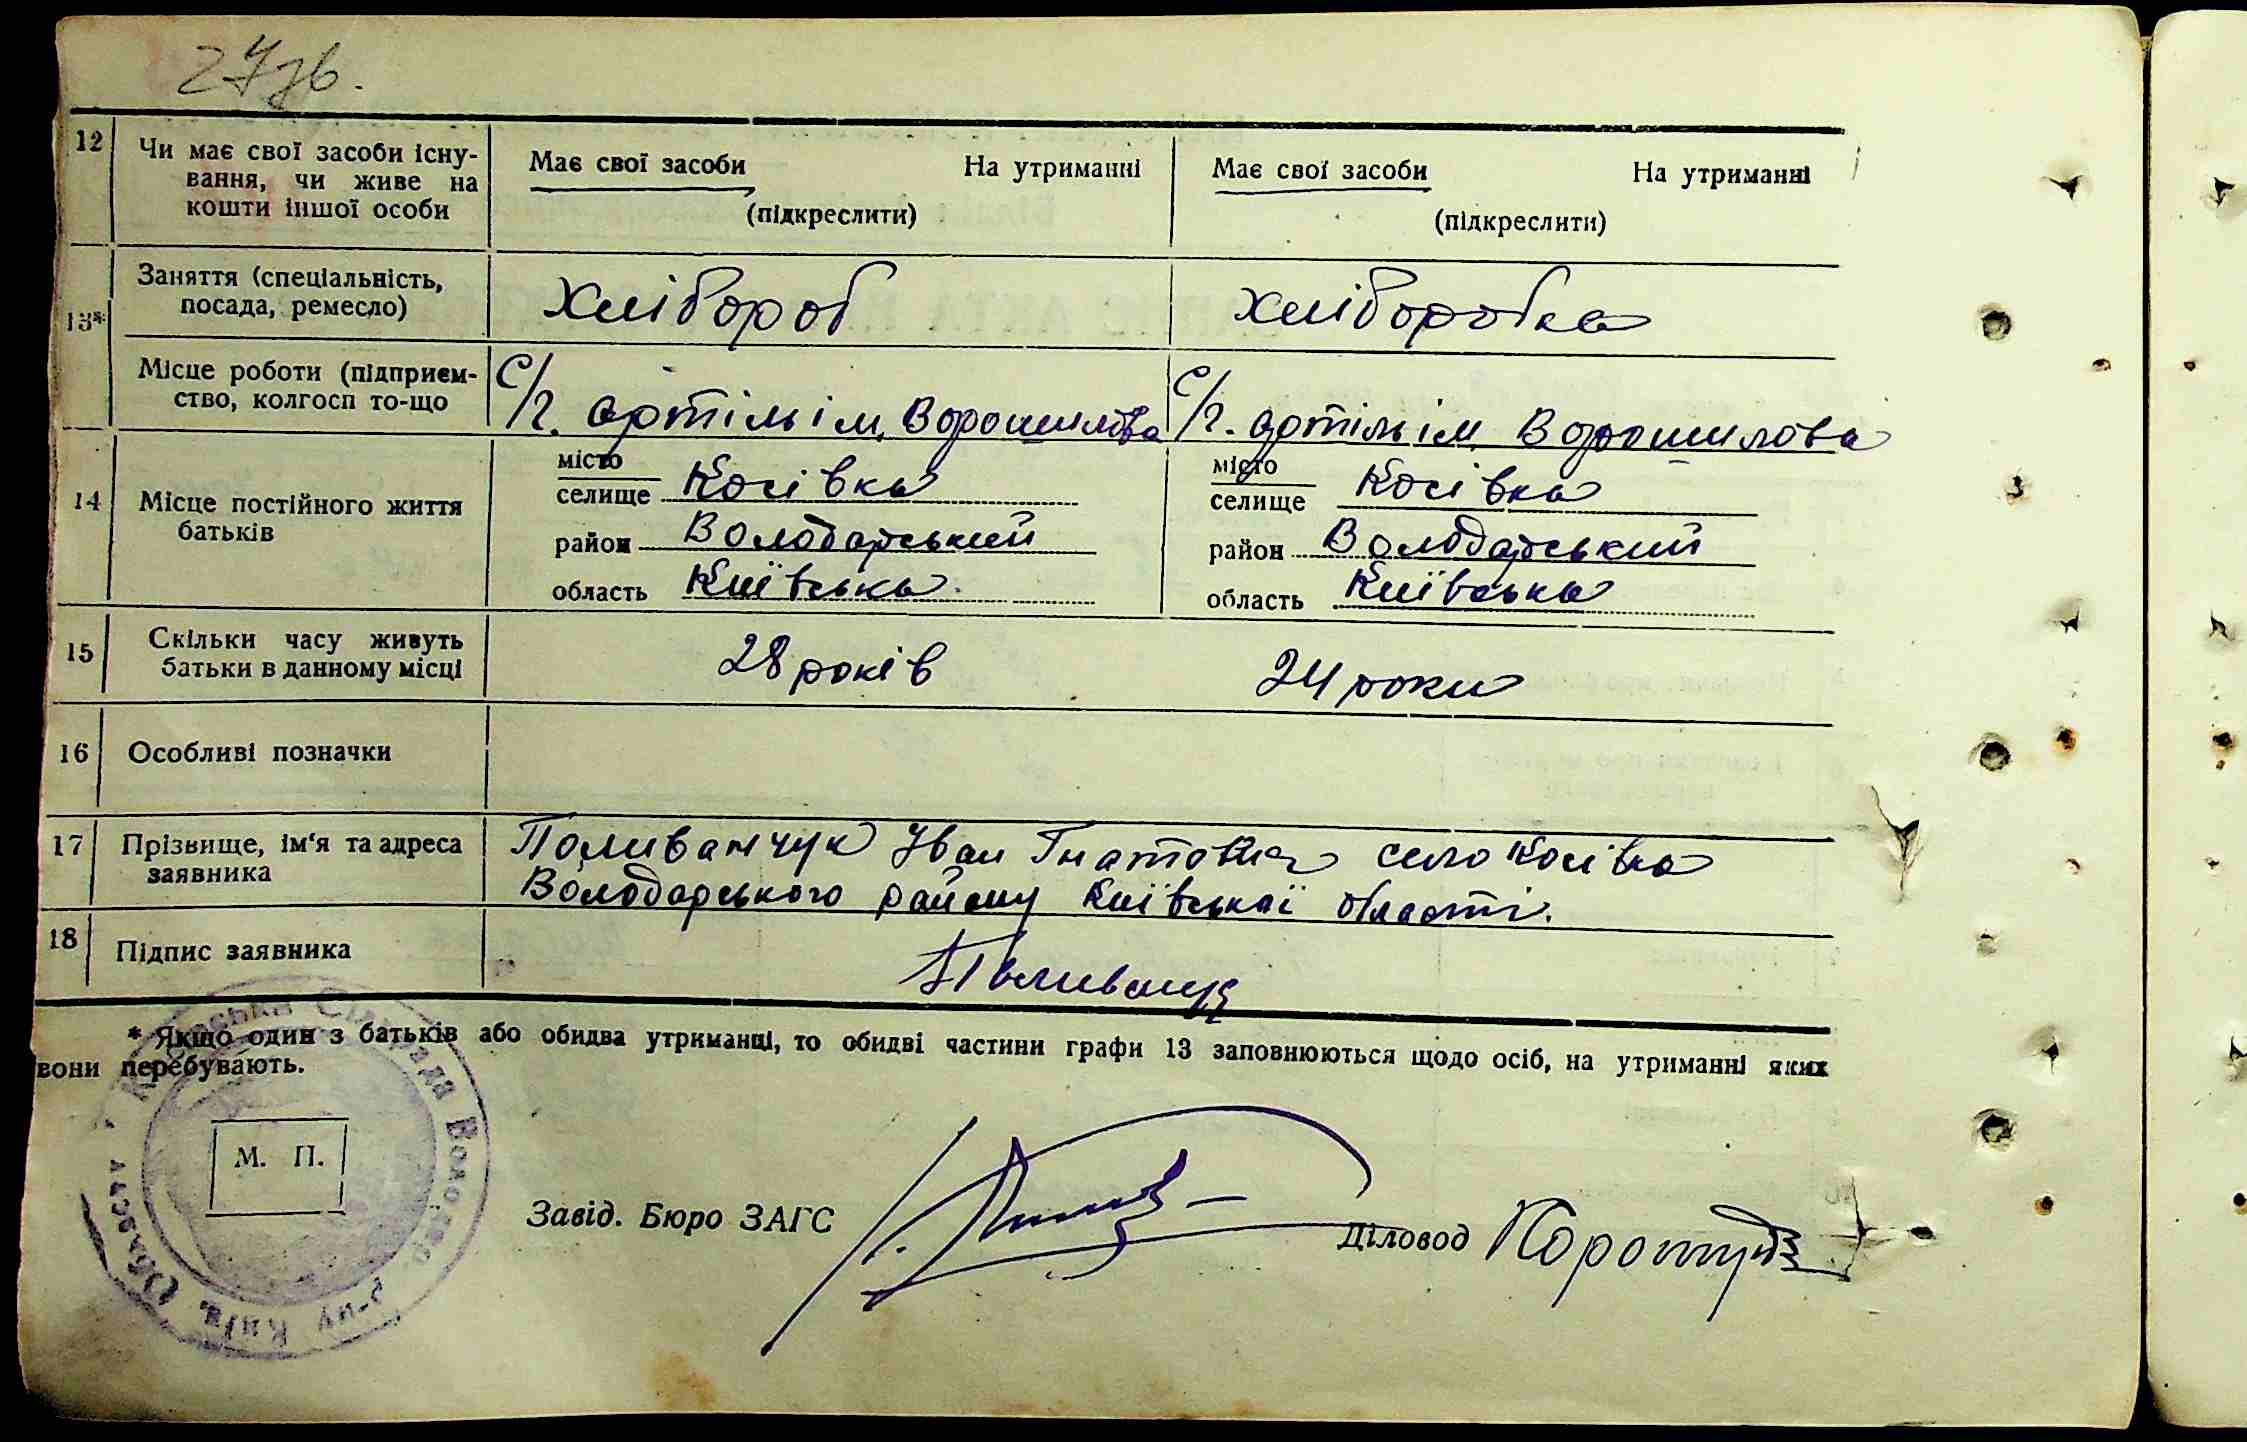 27зв.
12 Чи має свої засоби існу-
вання, чи живе на
кошти іншої особи
Має свої засоби На утриманні
(підкреслити)
Має свої засоби На утриманні
(підкреслити)
13* Заняття (спеціальність,
посада, ремесло)
Хлібороб
Хліборобка
Місце роботи (підприєм-
ство, колгосп то-що
С/г. артіль ім. Ворошилова
С/г. артіль ім. Ворошилова
14 Місце постійного життя
батьків
місто
селище Косівка
район Володарський
область Київська
місто
селище Косівка
район Володарський
область Київська
15 Скільки часу живуть
батьки в данному місці
28 років
24 роки
16 Особливі позначки
17 Прізвище, ім'я та адреса
заявника
Поливанчук Іван Гнатович село Косівка
Володарського району Київської області.
18 Підпис заявника
* Якщо один з батьків або обидва утриманці, то обидві частини графи 13 заповнюються щодо осіб, на утриманні яких
вони перебувають.
М. П.
Сільрада Володар. р-ну Київ. Області
Завід. Бюро ЗАГС
Діловод